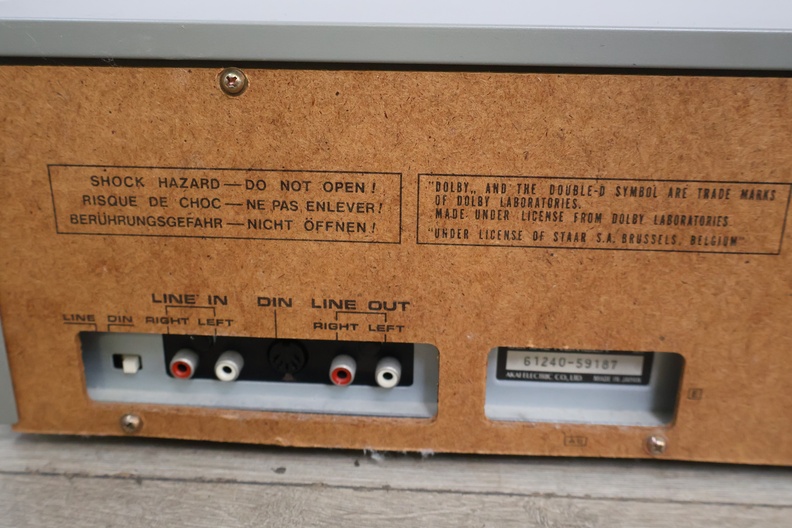 SHOCK HAZARD — DO NOT OPEN!
RISQUE DE CHOC — NE PAS ENLEVER!
BERÜHRUNGSGEFAHR — NICHT ÖFFNEN!
"DOLBY„ AND THE DOUBLE-D SYMBOL ARE TRADE MARKS
OF DOLBY LABORATORIES.
MADE UNDER LICENSE FROM DOLBY LABORATORIES
"UNDER LICENSE OF STAAR S.A. BRUSSELS. BELGIUM"
LINE IN DIN LINE OUT
LINE DIN RIGHT LEFT RIGHT LEFT
61240-59187
AKAI ELECTRIC CO., LTD. MADE IN JAPAN
E